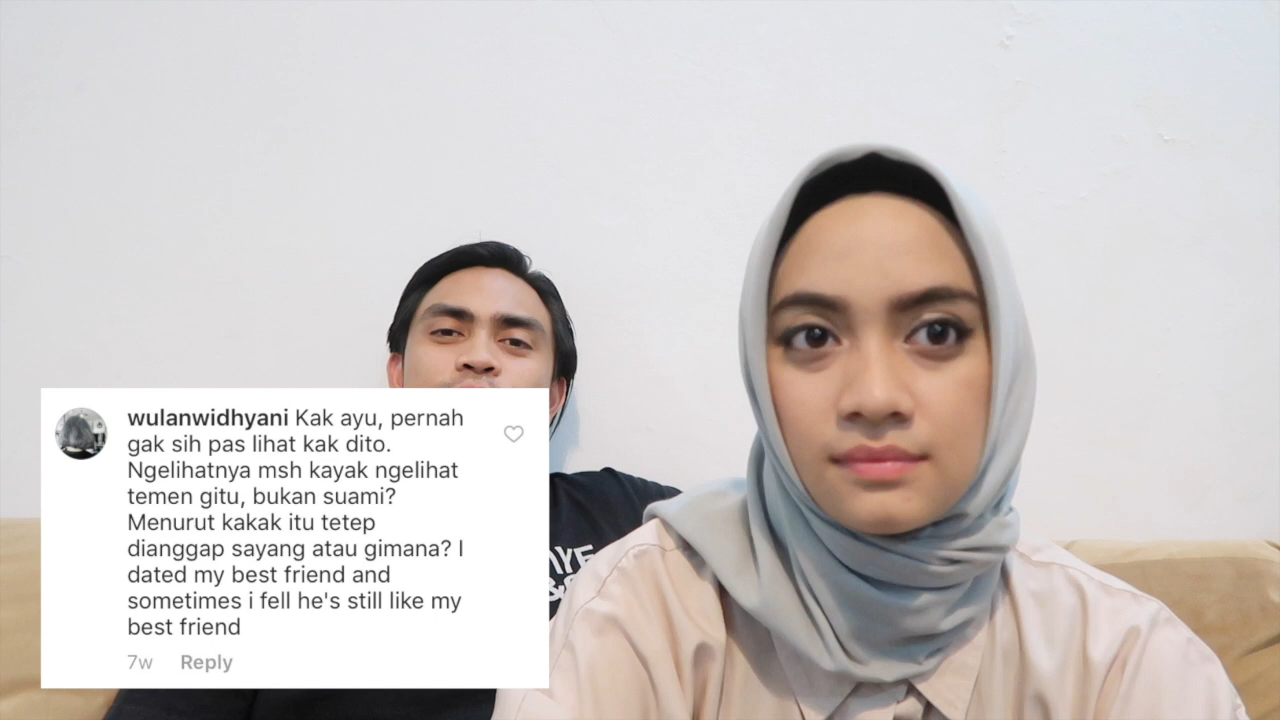 wulanwidhyani Kak ayu, pernah
gak sih pas lihat kak dito.
Ngelihatnya msh kayak ngelihat
temen gitu, bukan suami?
Menurut kakak itu tetep
dianggap sayang atau gimana? I
dated my best friend and
sometimes i fell he's still like my
best friend
7w Reply